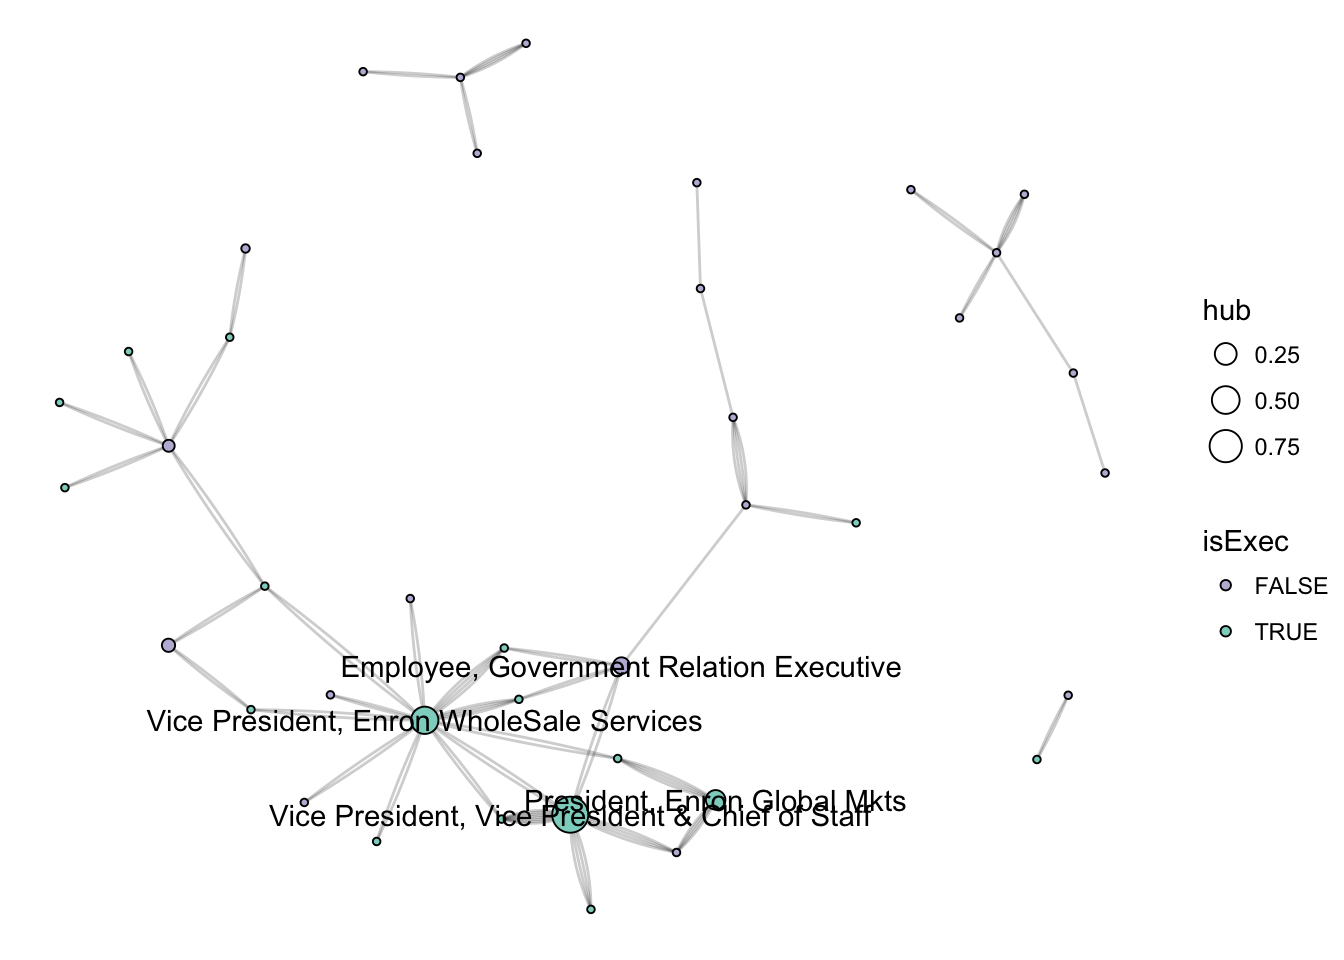 hub
0.25
0.50
0.75
isExec
FALSE
TRUE
Employee, Government Relation Executive
Vice President, Enron WholeSale Services
President, Enron Global Mkts
Vice President, Vice President & Chief of Staff